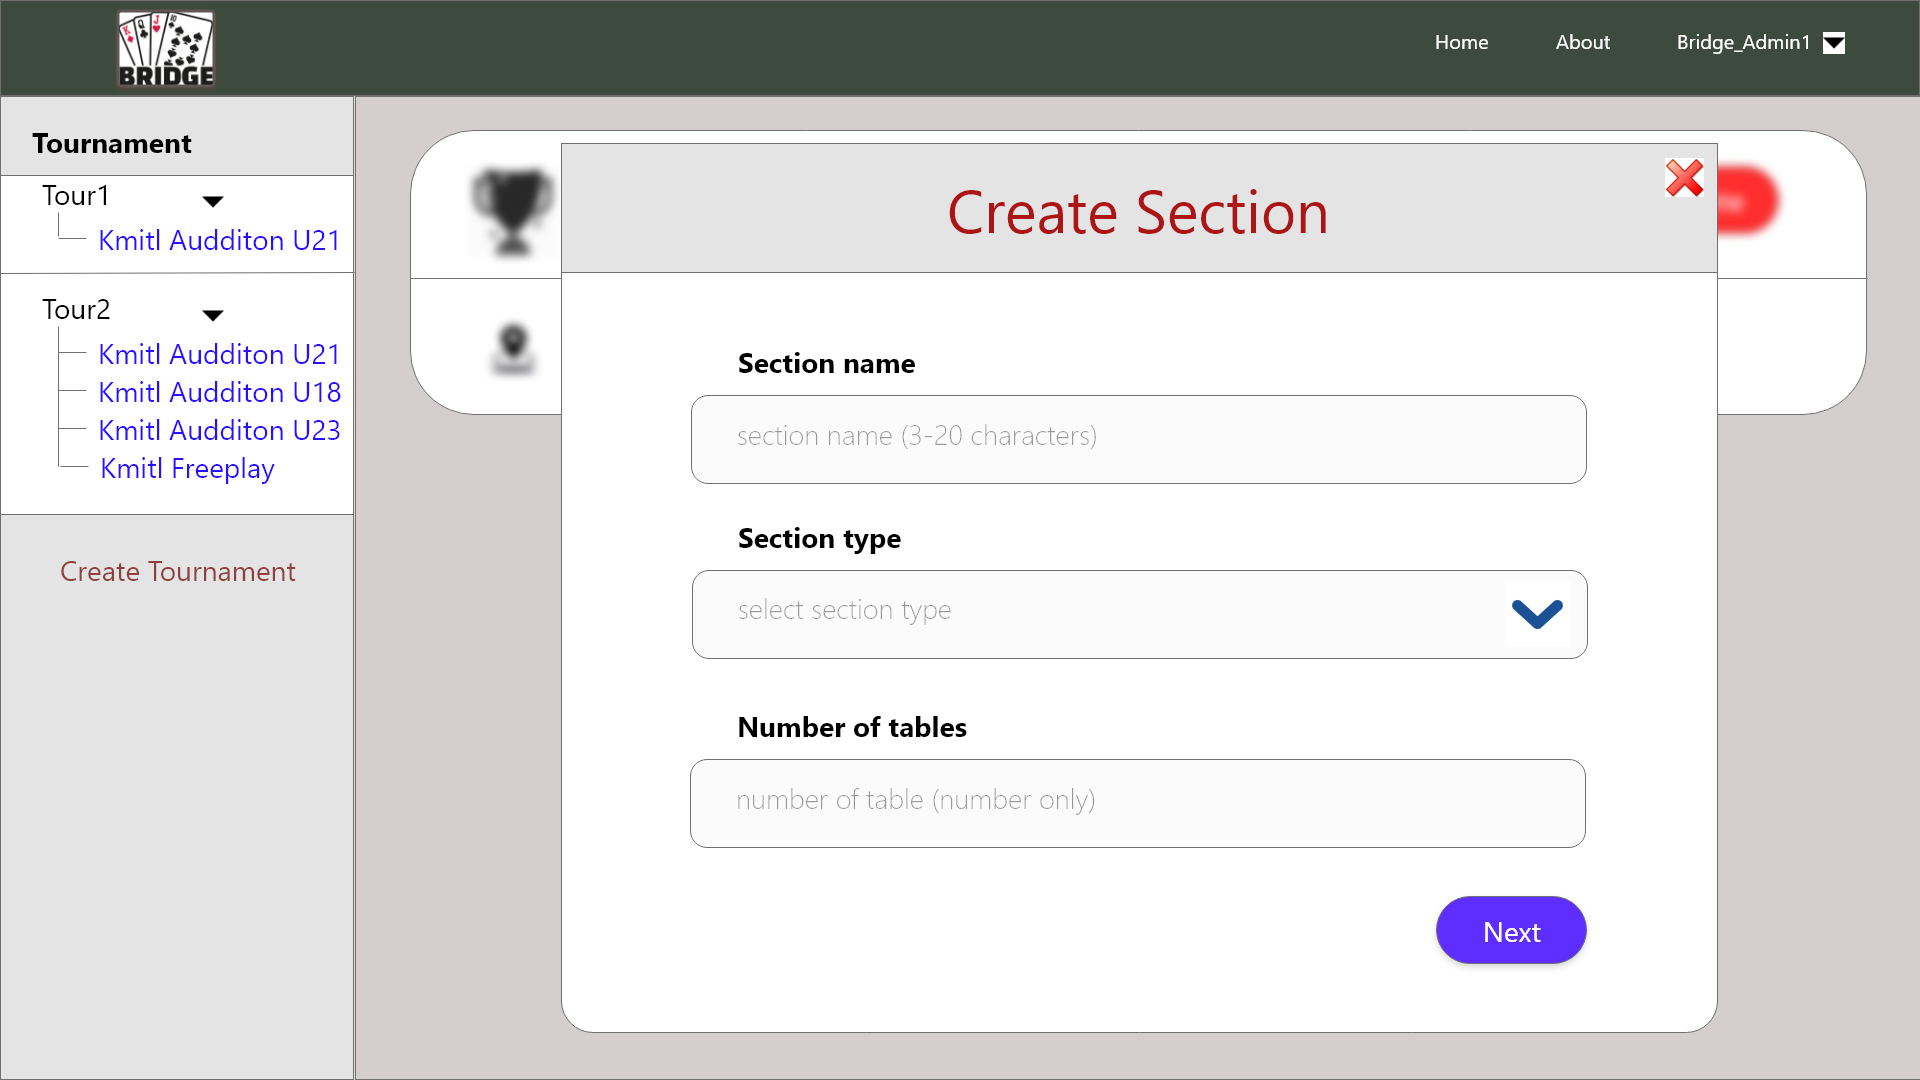 BRIDGE
Home
About
Bridge_Admin1
Tournament
Tour1
Kmitl Audditon U21
Tour2
Kmitl Audditon U21
Kmitl Audditon U18
Kmitl Audditon U23
Kmitl Freeplay
Create Tournament
Create Section
Section name
section name (3-20 characters)
Section type
select section type
Number of tables
number of table (number only)
Next